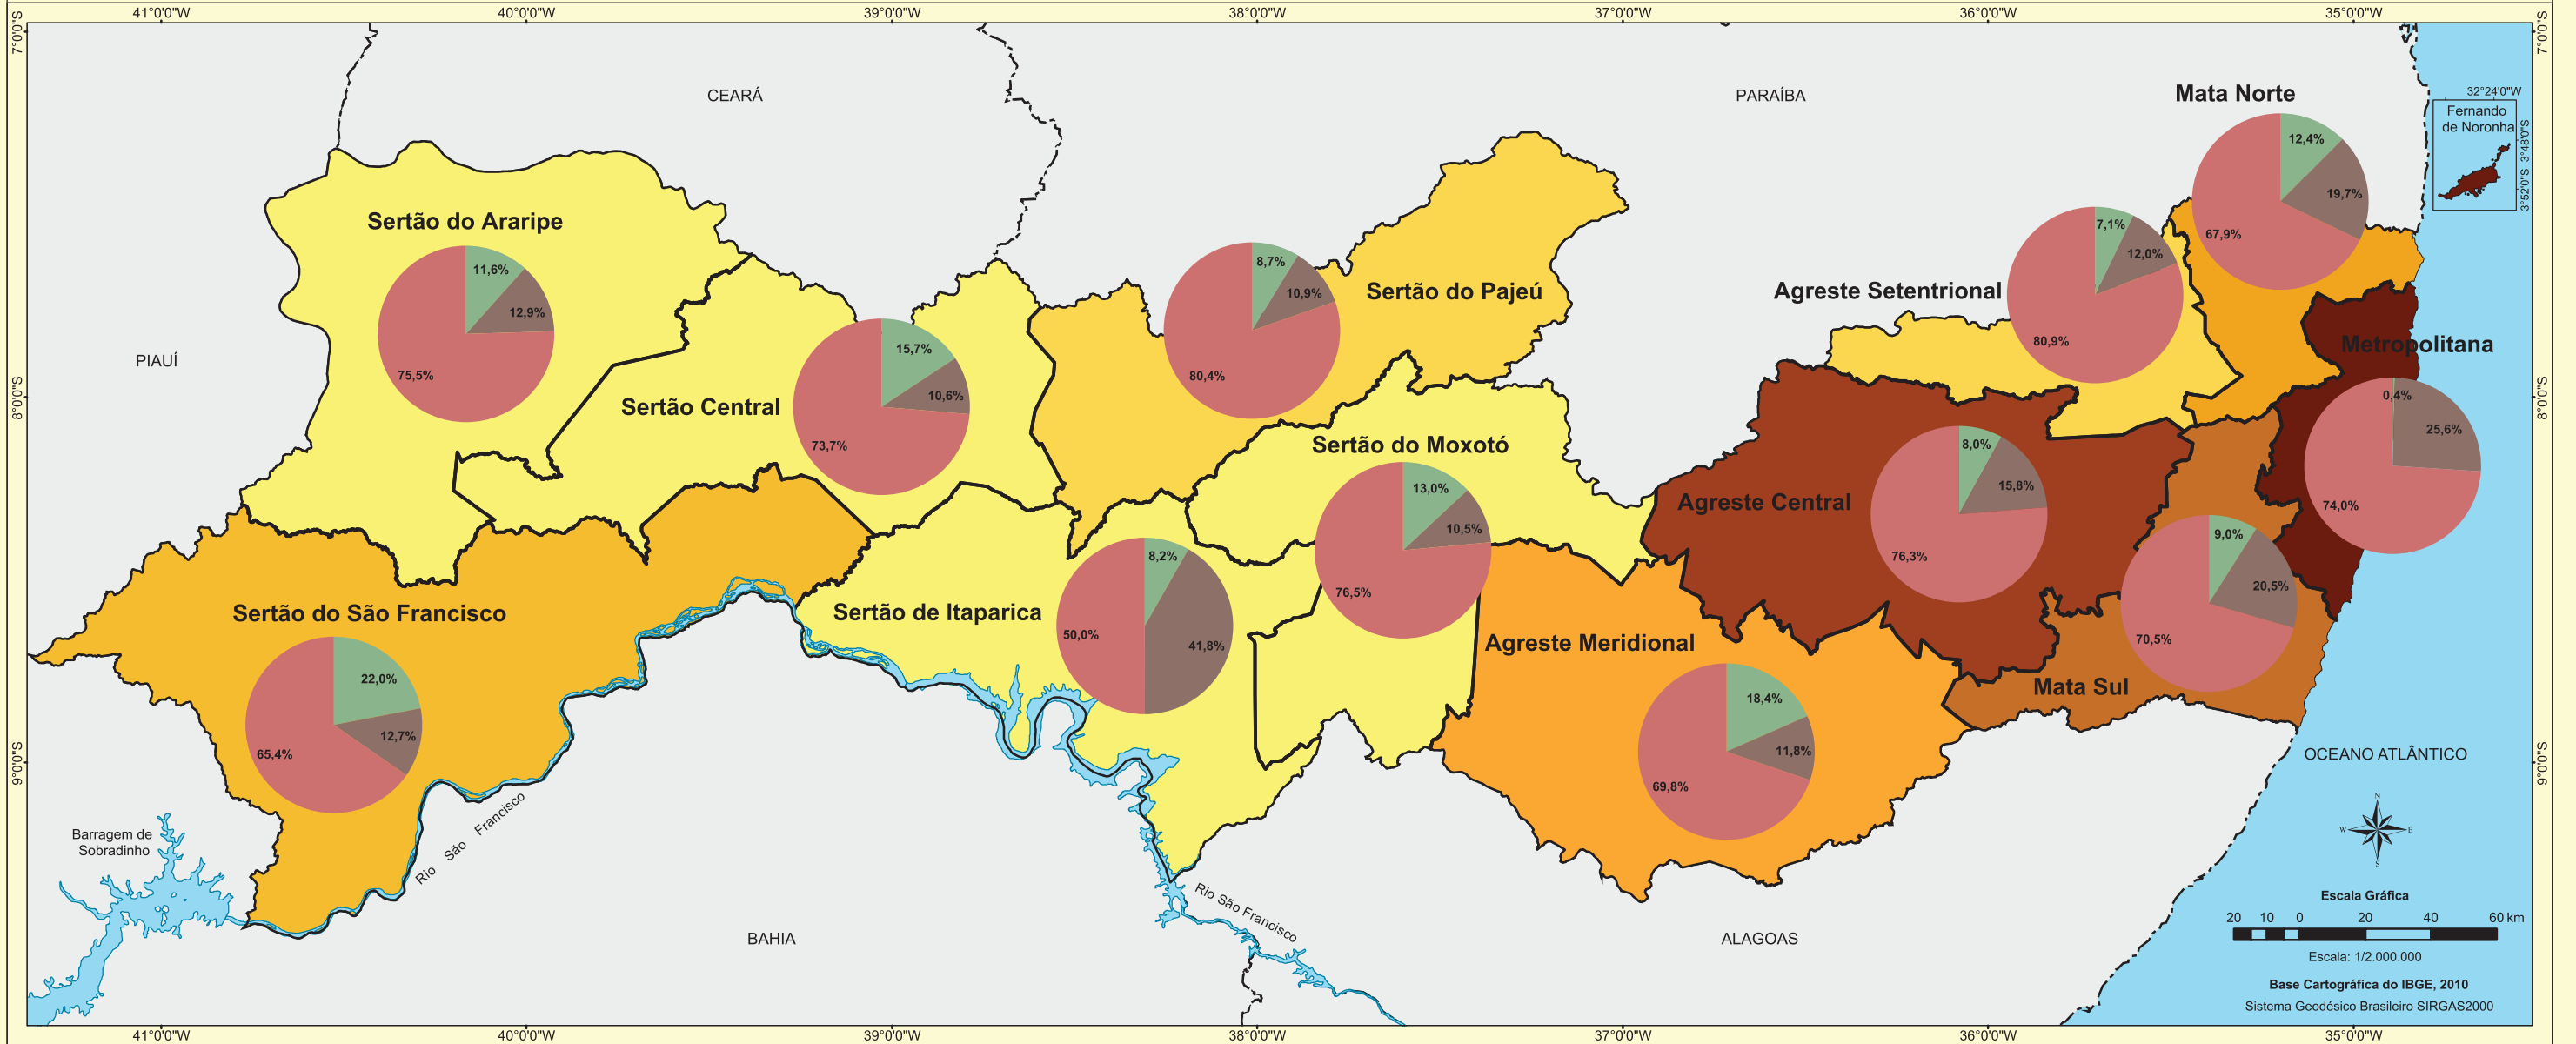 41°0'0"W
40°0'0"W
39°0'0"W
38°0'0"W
37°0'0"W
36°0'0"W
35°0'0"W
7°0'0"S
7°0'0"S
CEARÁ
PARAÍBA
Mata Norte
12,4%
19,7%
67,9%
32°24'0"W
Fernando
de Noronha
3°48'0"S
3°52'0"S
Sertão do Araripe
11,6%
12,9%
75,5%
8,7%
10,9%
80,4%
Sertão do Pajeú
Agreste Setentrional
7,1%
12,0%
80,9%
PIAUÍ
Metropolitana
0,4%
25,6%
74,0%
8°0'0"S
8°0'0"S
Sertão Central
15,7%
10,6%
73,7%
Sertão do Moxotó
13,0%
10,5%
76,5%
Agreste Central
8,0%
15,8%
76,3%
9,0%
20,5%
70,5%
Mata Sul
Sertão do São Francisco
22,0%
12,7%
65,4%
Sertão de Itaparica
8,2%
41,8%
50,0%
Agreste Meridional
18,4%
11,8%
69,8%
9°0'0"S
9°0'0"S
OCEANO ATLÂNTICO
Barragem de
Sobradinho
Rio São Francisco
Rio São Francisco
BAHIA
ALAGOAS
N
W
E
S
Escala Gráfica
20 10 0 20 40 60 km
Escala: 1/2.000.000
Base Cartográfica do IBGE, 2010
Sistema Geodésico Brasileiro SIRGAS2000
41°0'0"W
40°0'0"W
39°0'0"W
38°0'0"W
37°0'0"W
36°0'0"W
35°0'0"W